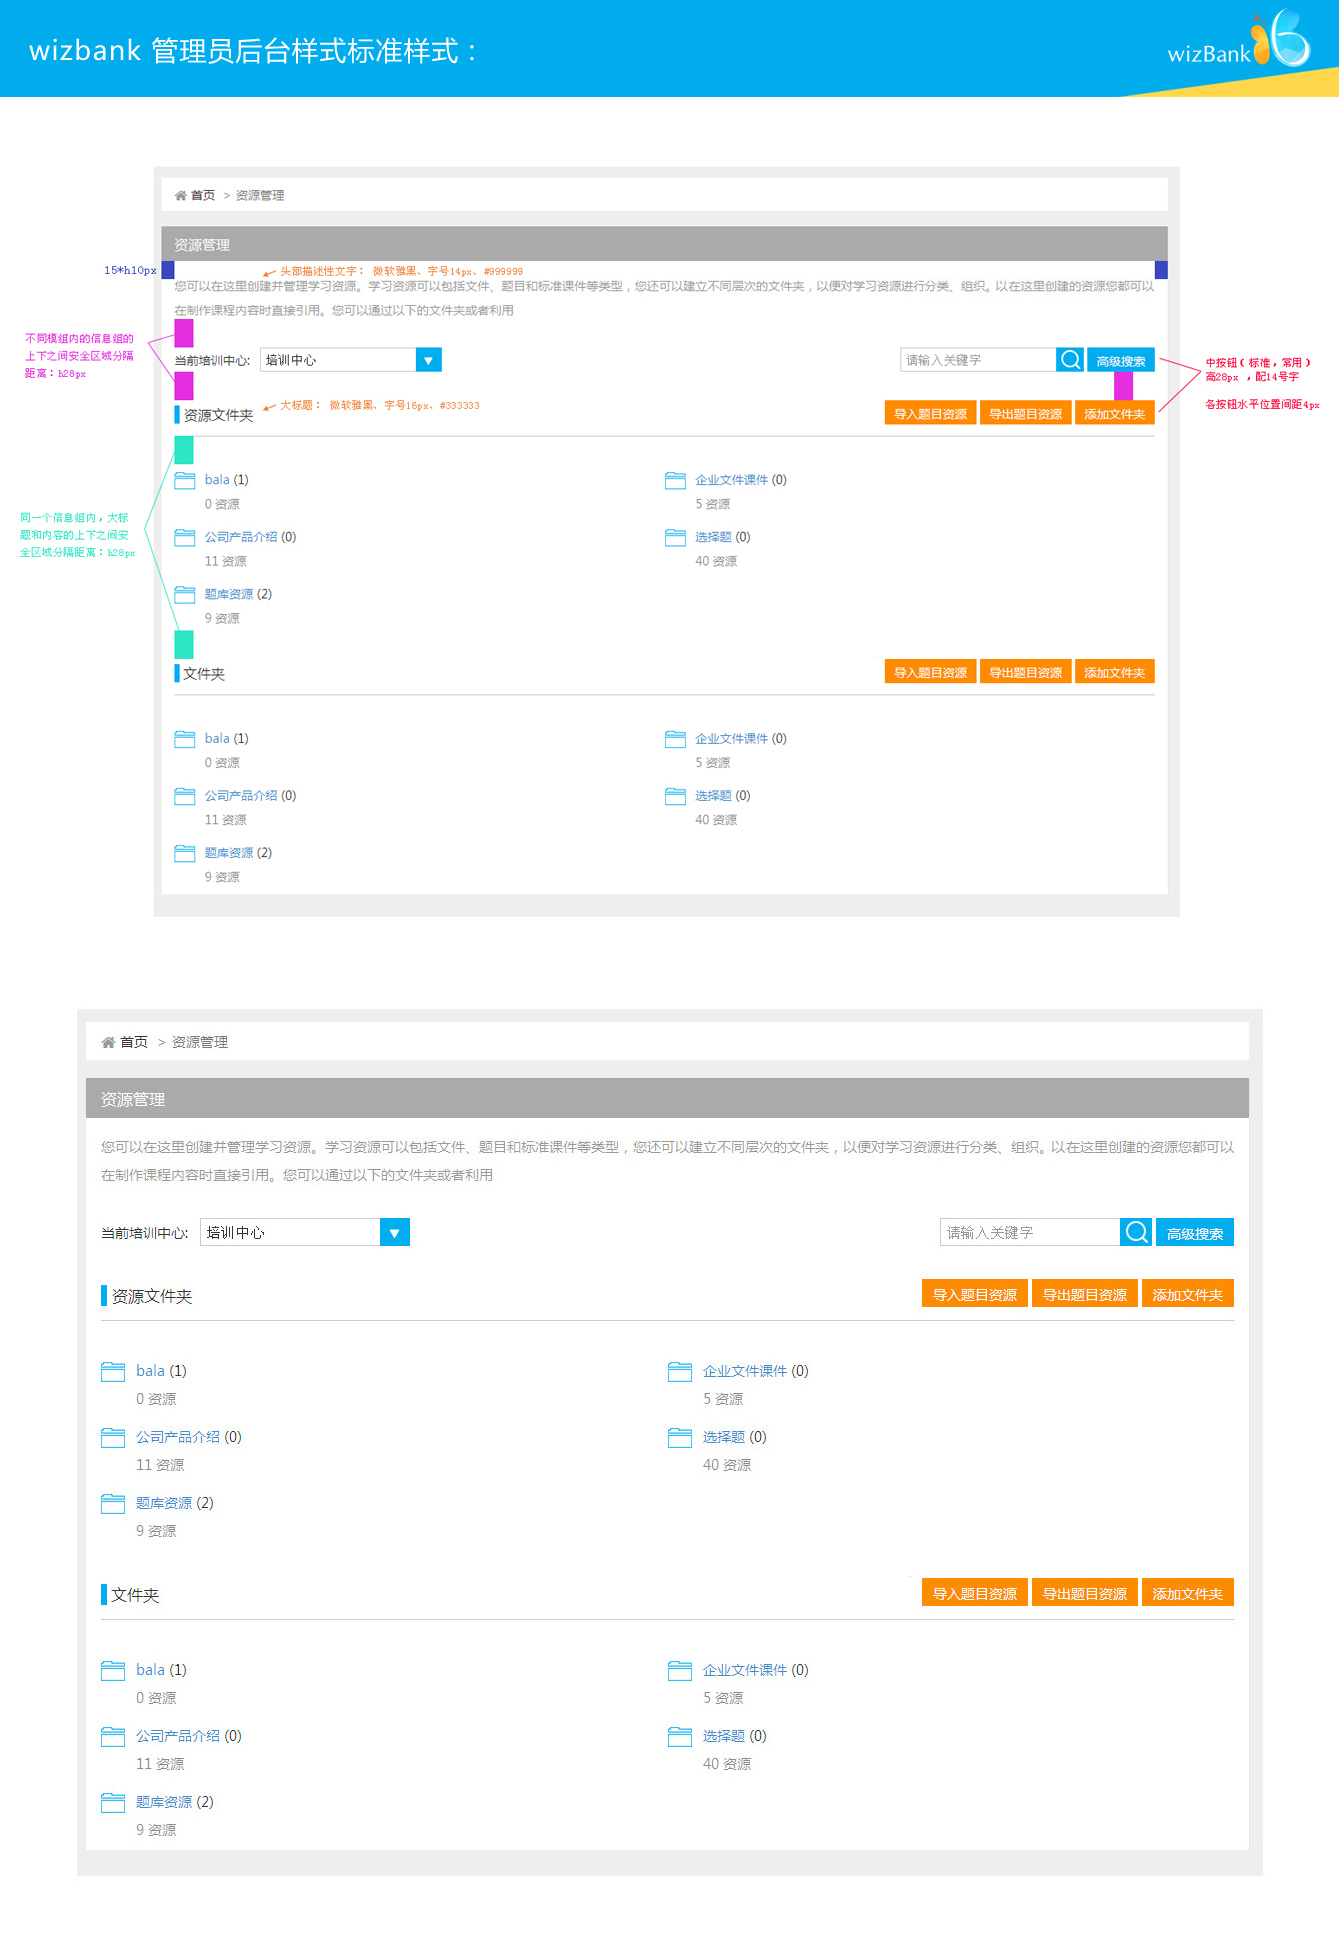 wizbank 管理员后台样式标准样式：
wizBank
首页 > 资源管理
资源管理
15*h10px
头部描述性文字： 微软雅黑、字号14px、#999999
您可以在这里创建并管理学习资源。学习资源可以包括文件、题目和标准课件等类型，您还可以建立不同层次的文件夹，以便对学习资源进行分类、组织。以在这里创建的资源您都可以
在制作课程内容时直接引用。您可以通过以下的文件夹或者利用
不同模组内的信息组的
上下之间安全区域分隔
距离：h28px
当前培训中心: 培训中心
请输入关键字 高级搜索
中按钮（标准，常用）
高28px ，配14号字
各按钮水平位置间距4px
大标题： 微软雅黑、字号16px、#333333
资源文件夹
导入题目资源 导出题目资源 添加文件夹
同一个信息组内，大标
题和内容的上下之间安
全区域分隔距离：h28px
bala (1) 企业文件课件 (0)
0 资源 5 资源
公司产品介绍 (0) 选择题 (0)
11 资源 40 资源
题库资源 (2)
9 资源
文件夹 导入题目资源 导出题目资源 添加文件夹
bala (1) 企业文件课件 (0)
0 资源 5 资源
公司产品介绍 (0) 选择题 (0)
11 资源 40 资源
题库资源 (2)
9 资源
首页 > 资源管理
资源管理
您可以在这里创建并管理学习资源。学习资源可以包括文件、题目和标准课件等类型，您还可以建立不同层次的文件夹，以便对学习资源进行分类、组织。以在这里创建的资源您都可以
在制作课程内容时直接引用。您可以通过以下的文件夹或者利用
当前培训中心: 培训中心 请输入关键字 高级搜索
资源文件夹 导入题目资源 导出题目资源 添加文件夹
bala (1) 企业文件课件 (0)
0 资源 5 资源
公司产品介绍 (0) 选择题 (0)
11 资源 40 资源
题库资源 (2)
9 资源
文件夹 导入题目资源 导出题目资源 添加文件夹
bala (1) 企业文件课件 (0)
0 资源 5 资源
公司产品介绍 (0) 选择题 (0)
11 资源 40 资源
题库资源 (2)
9 资源